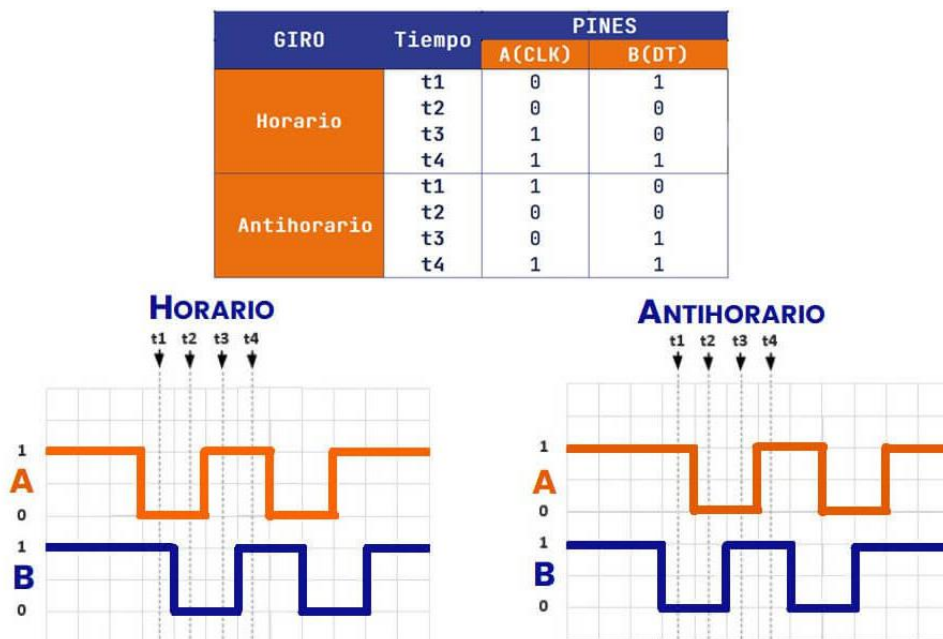 GIRO Tiempo PINES
A(CLK) B(DT)
Horario
t1 0 1
t2 0 0
t3 1 0
t4 1 1
Antihorario
t1 1 0
t2 0 0
t3 0 1
t4 1 1
HORARIO
t1 t2 t3 t4
1
A
0
1
B
0
ANTIHORARIO
t1 t2 t3 t4
1
A
0
1
B
0